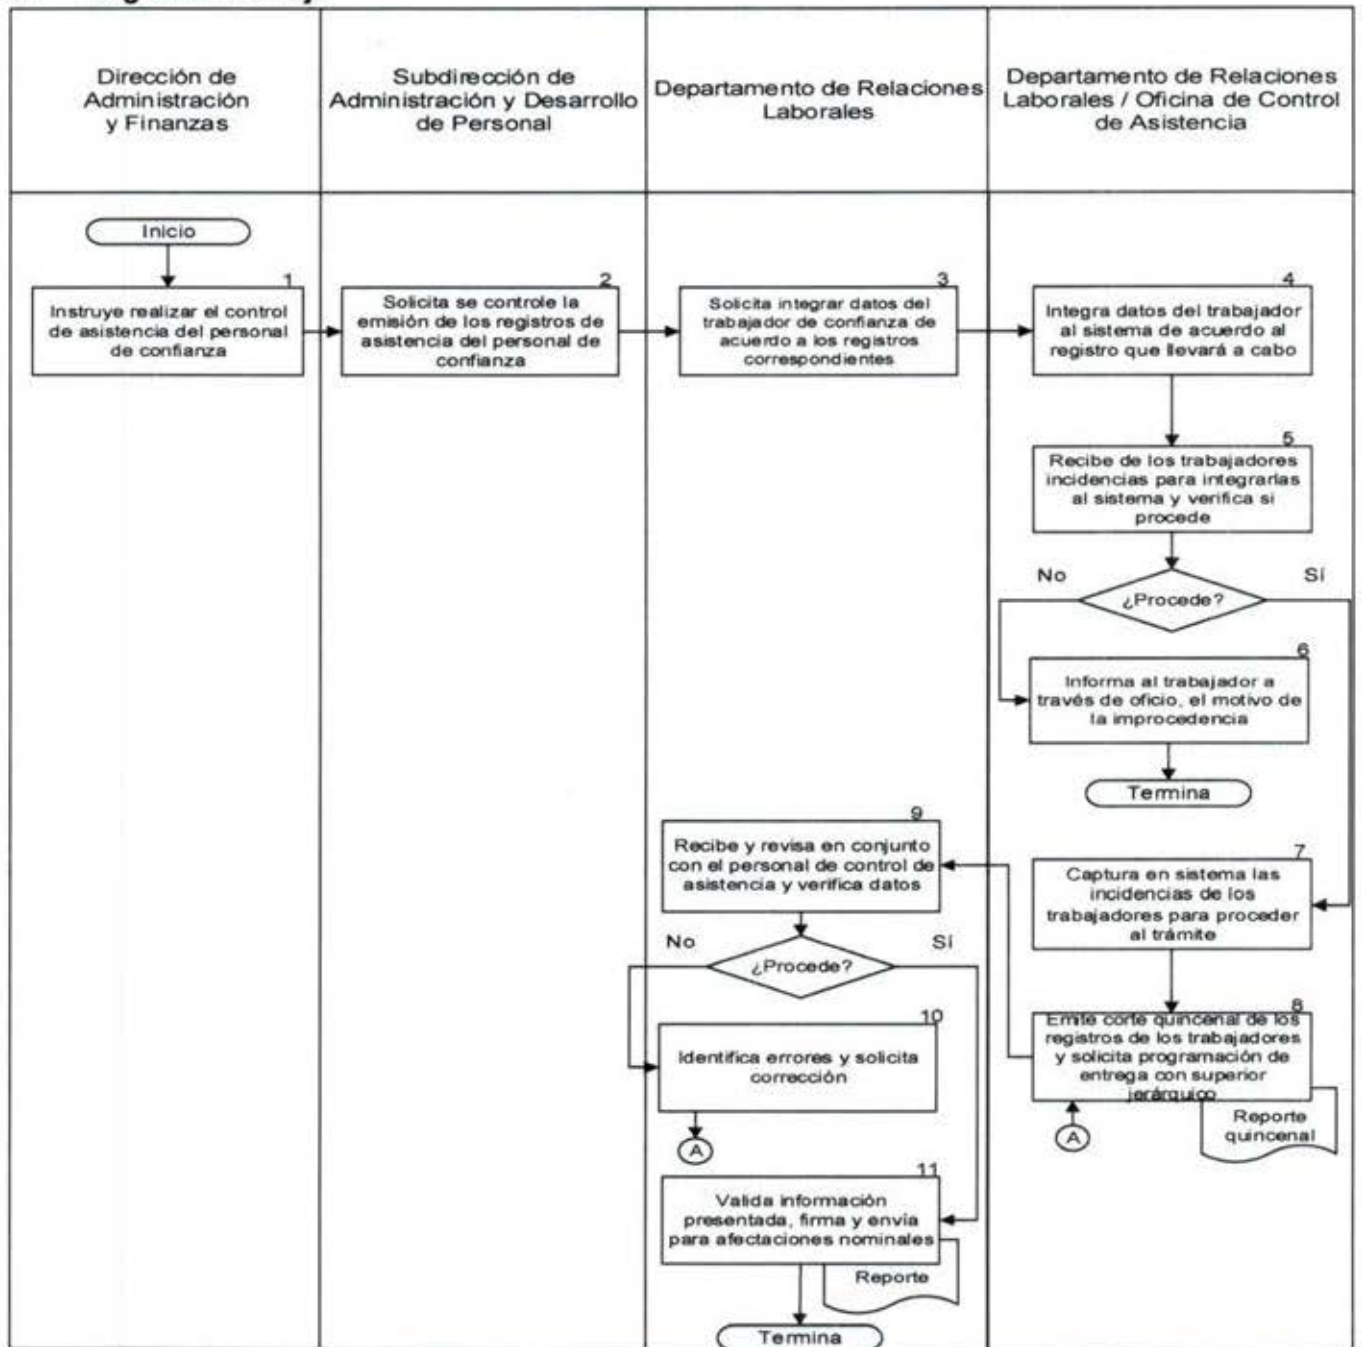 Dirección de
Administración
y Finanzas
Subdirección de
Administración y Desarrollo
de Personal
Departamento de Relaciones
Laborales
Departamento de Relaciones
Laborales / Oficina de Control
de Asistencia
Inicio
1
Instruye realizar el control
de asistencia del personal
de confianza
2
Solicita se controle la
emisión de los registros de
asistencia del personal de
confianza
3
Solicita integrar datos del
trabajador de confianza de
acuerdo a los registros
correspondientes
4
Integra datos del trabajador
al sistema de acuerdo al
registro que llevará a cabo
5
Recibe de los trabajadores
incidencias para integrarlas
al sistema y verifica si
procede
No
¿Procede?
Sí
6
Informa al trabajador a
través de oficio, el motivo de
la improcedencia
Termina
7
Captura en sistema las
incidencias de los
trabajadores para proceder
al trámite
8
Emite corte quincenal de los
registros de los trabajadores
y solicita programación de
entrega con superior
jerárquico
Reporte
quincenal
A
9
Recibe y revisa en conjunto
con el personal de control de
asistencia y verifica datos
No
¿Procede?
Sí
10
Identifica errores y solicita
corrección
A
11
Valida información
presentada, firma y envía
para afectaciones nominales
Reporte
Termina